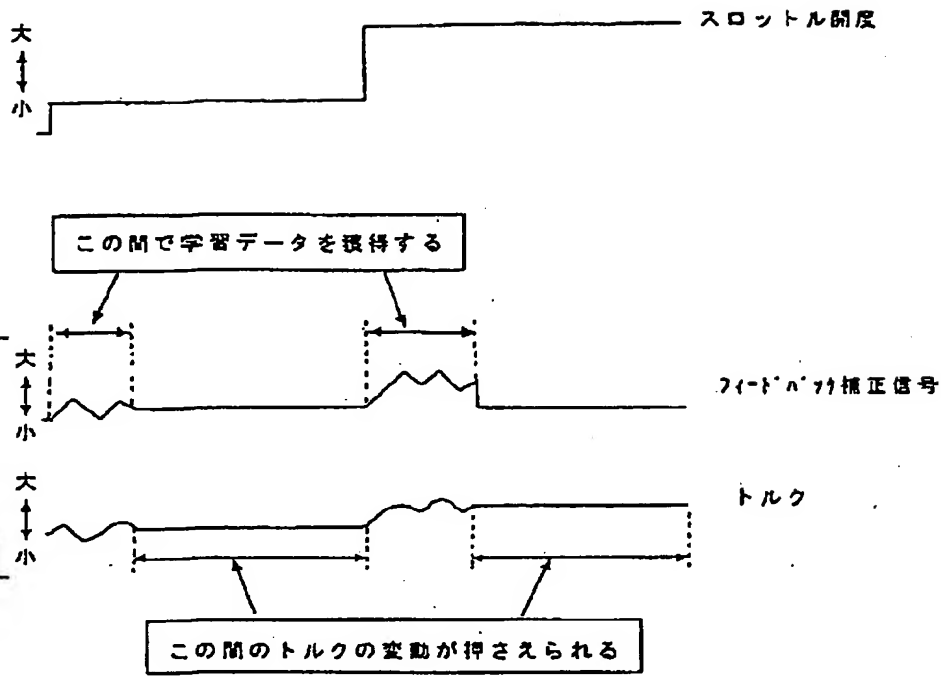 スロットル開度
大
小
この間で学習データを獲得する
大
小
フィードバック補正信号
大
小
トルク
この間のトルクの変動が押さえられる